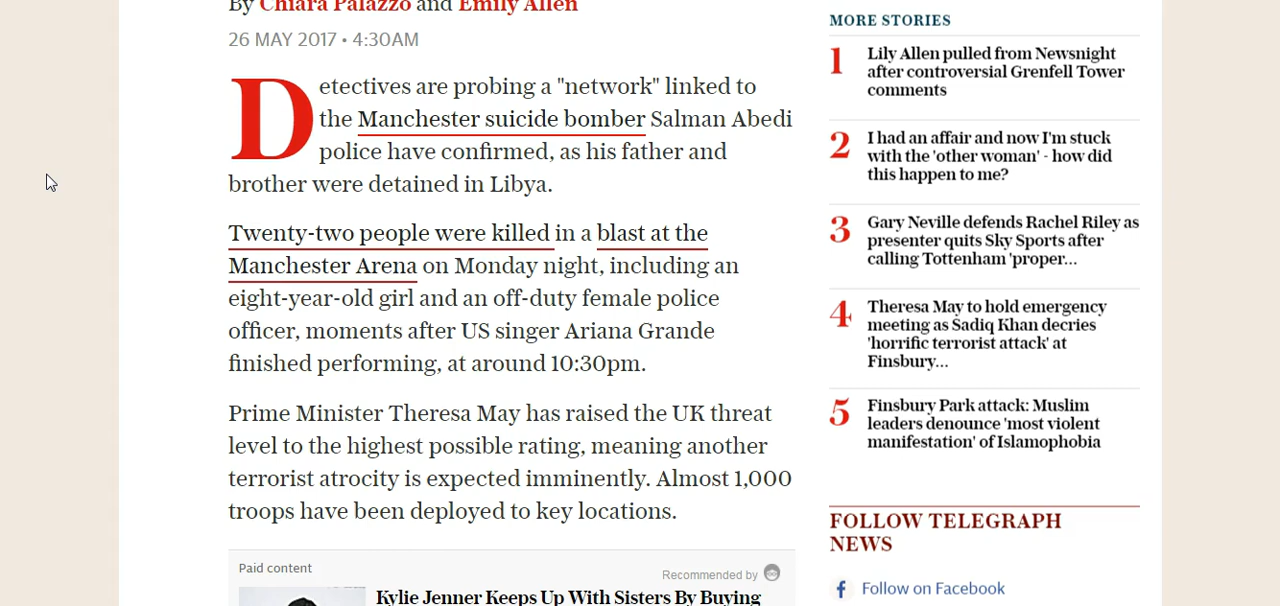 By Chiara Palazzo and Emily Allen
26 MAY 2017 • 4:30AM
Detectives are probing a "network" linked to
the Manchester suicide bomber Salman Abedi
police have confirmed, as his father and
brother were detained in Libya.
Twenty-two people were killed in a blast at the
Manchester Arena on Monday night, including an
eight-year-old girl and an off-duty female police
officer, moments after US singer Ariana Grande
finished performing, at around 10:30pm.
Prime Minister Theresa May has raised the UK threat
level to the highest possible rating, meaning another
terrorist atrocity is expected imminently. Almost 1,000
troops have been deployed to key locations.
Paid content
Recommended by
Kylie Jenner Keeps Up With Sisters By Buying
MORE STORIES
1 Lily Allen pulled from Newsnight
after controversial Grenfell Tower
comments
2 I had an affair and now I'm stuck
with the 'other woman' - how did
this happen to me?
3 Gary Neville defends Rachel Riley as
presenter quits Sky Sports after
calling Tottenham 'proper...
4 Theresa May to hold emergency
meeting as Sadiq Khan decries
'horrific terrorist attack' at
Finsbury...
5 Finsbury Park attack: Muslim
leaders denounce 'most violent
manifestation' of Islamophobia
FOLLOW TELEGRAPH
NEWS
f Follow on Facebook